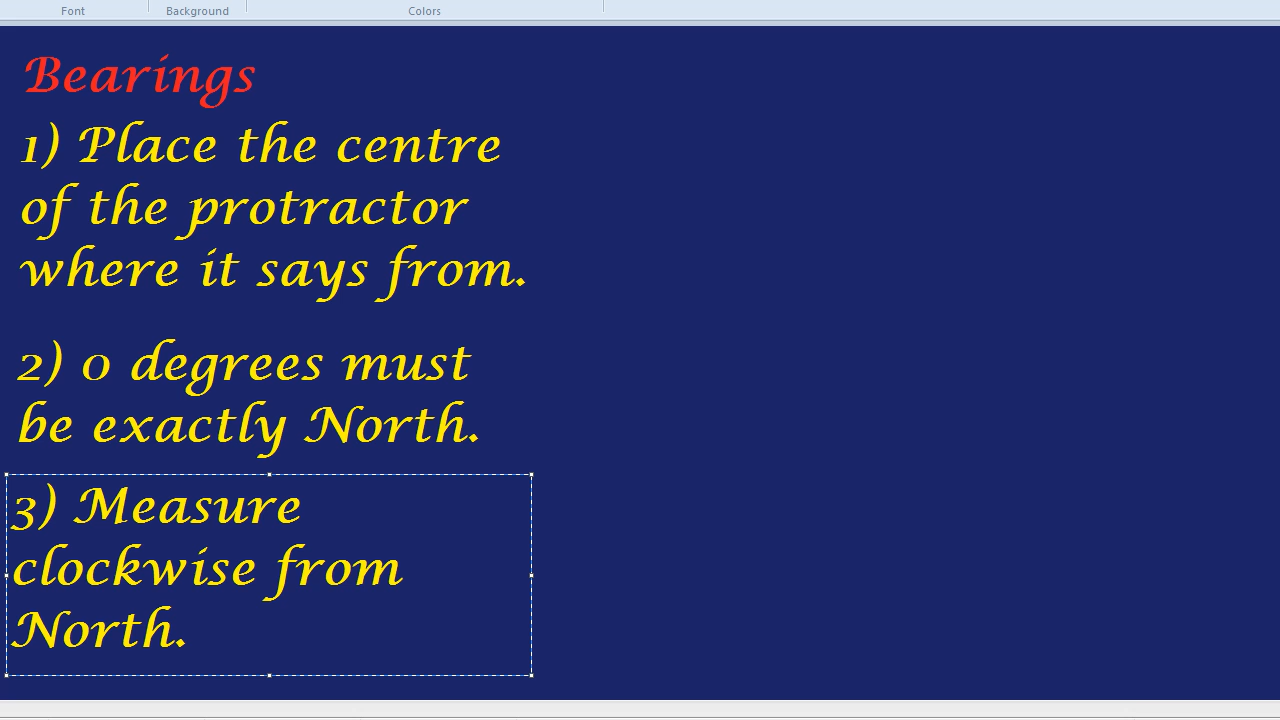 Font Background Colors
Bearings
1) Place the centre
of the protractor
where it says from.
2) 0 degrees must
be exactly North.
3) Measure
clockwise from
North.